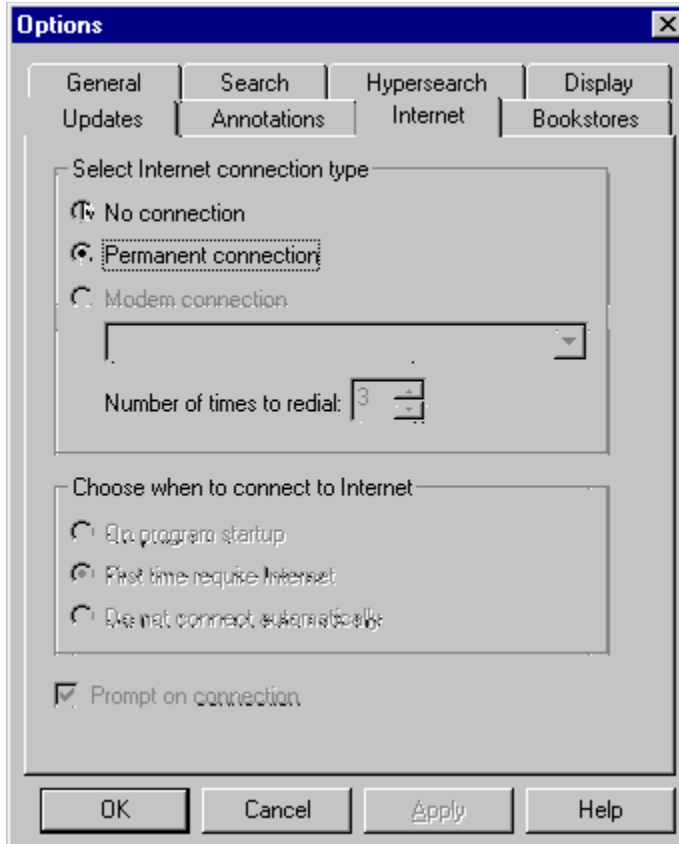 Options
General Search Hypersearch Display
Updates Annotations Internet Bookstores
Select Internet connection type
No connection
Permanent connection
Modem connection
Number of times to redial: 3
Choose when to connect to Internet
On program startup
First time require Internet
Do not connect automatically
Prompt on connection
OK Cancel Apply Help